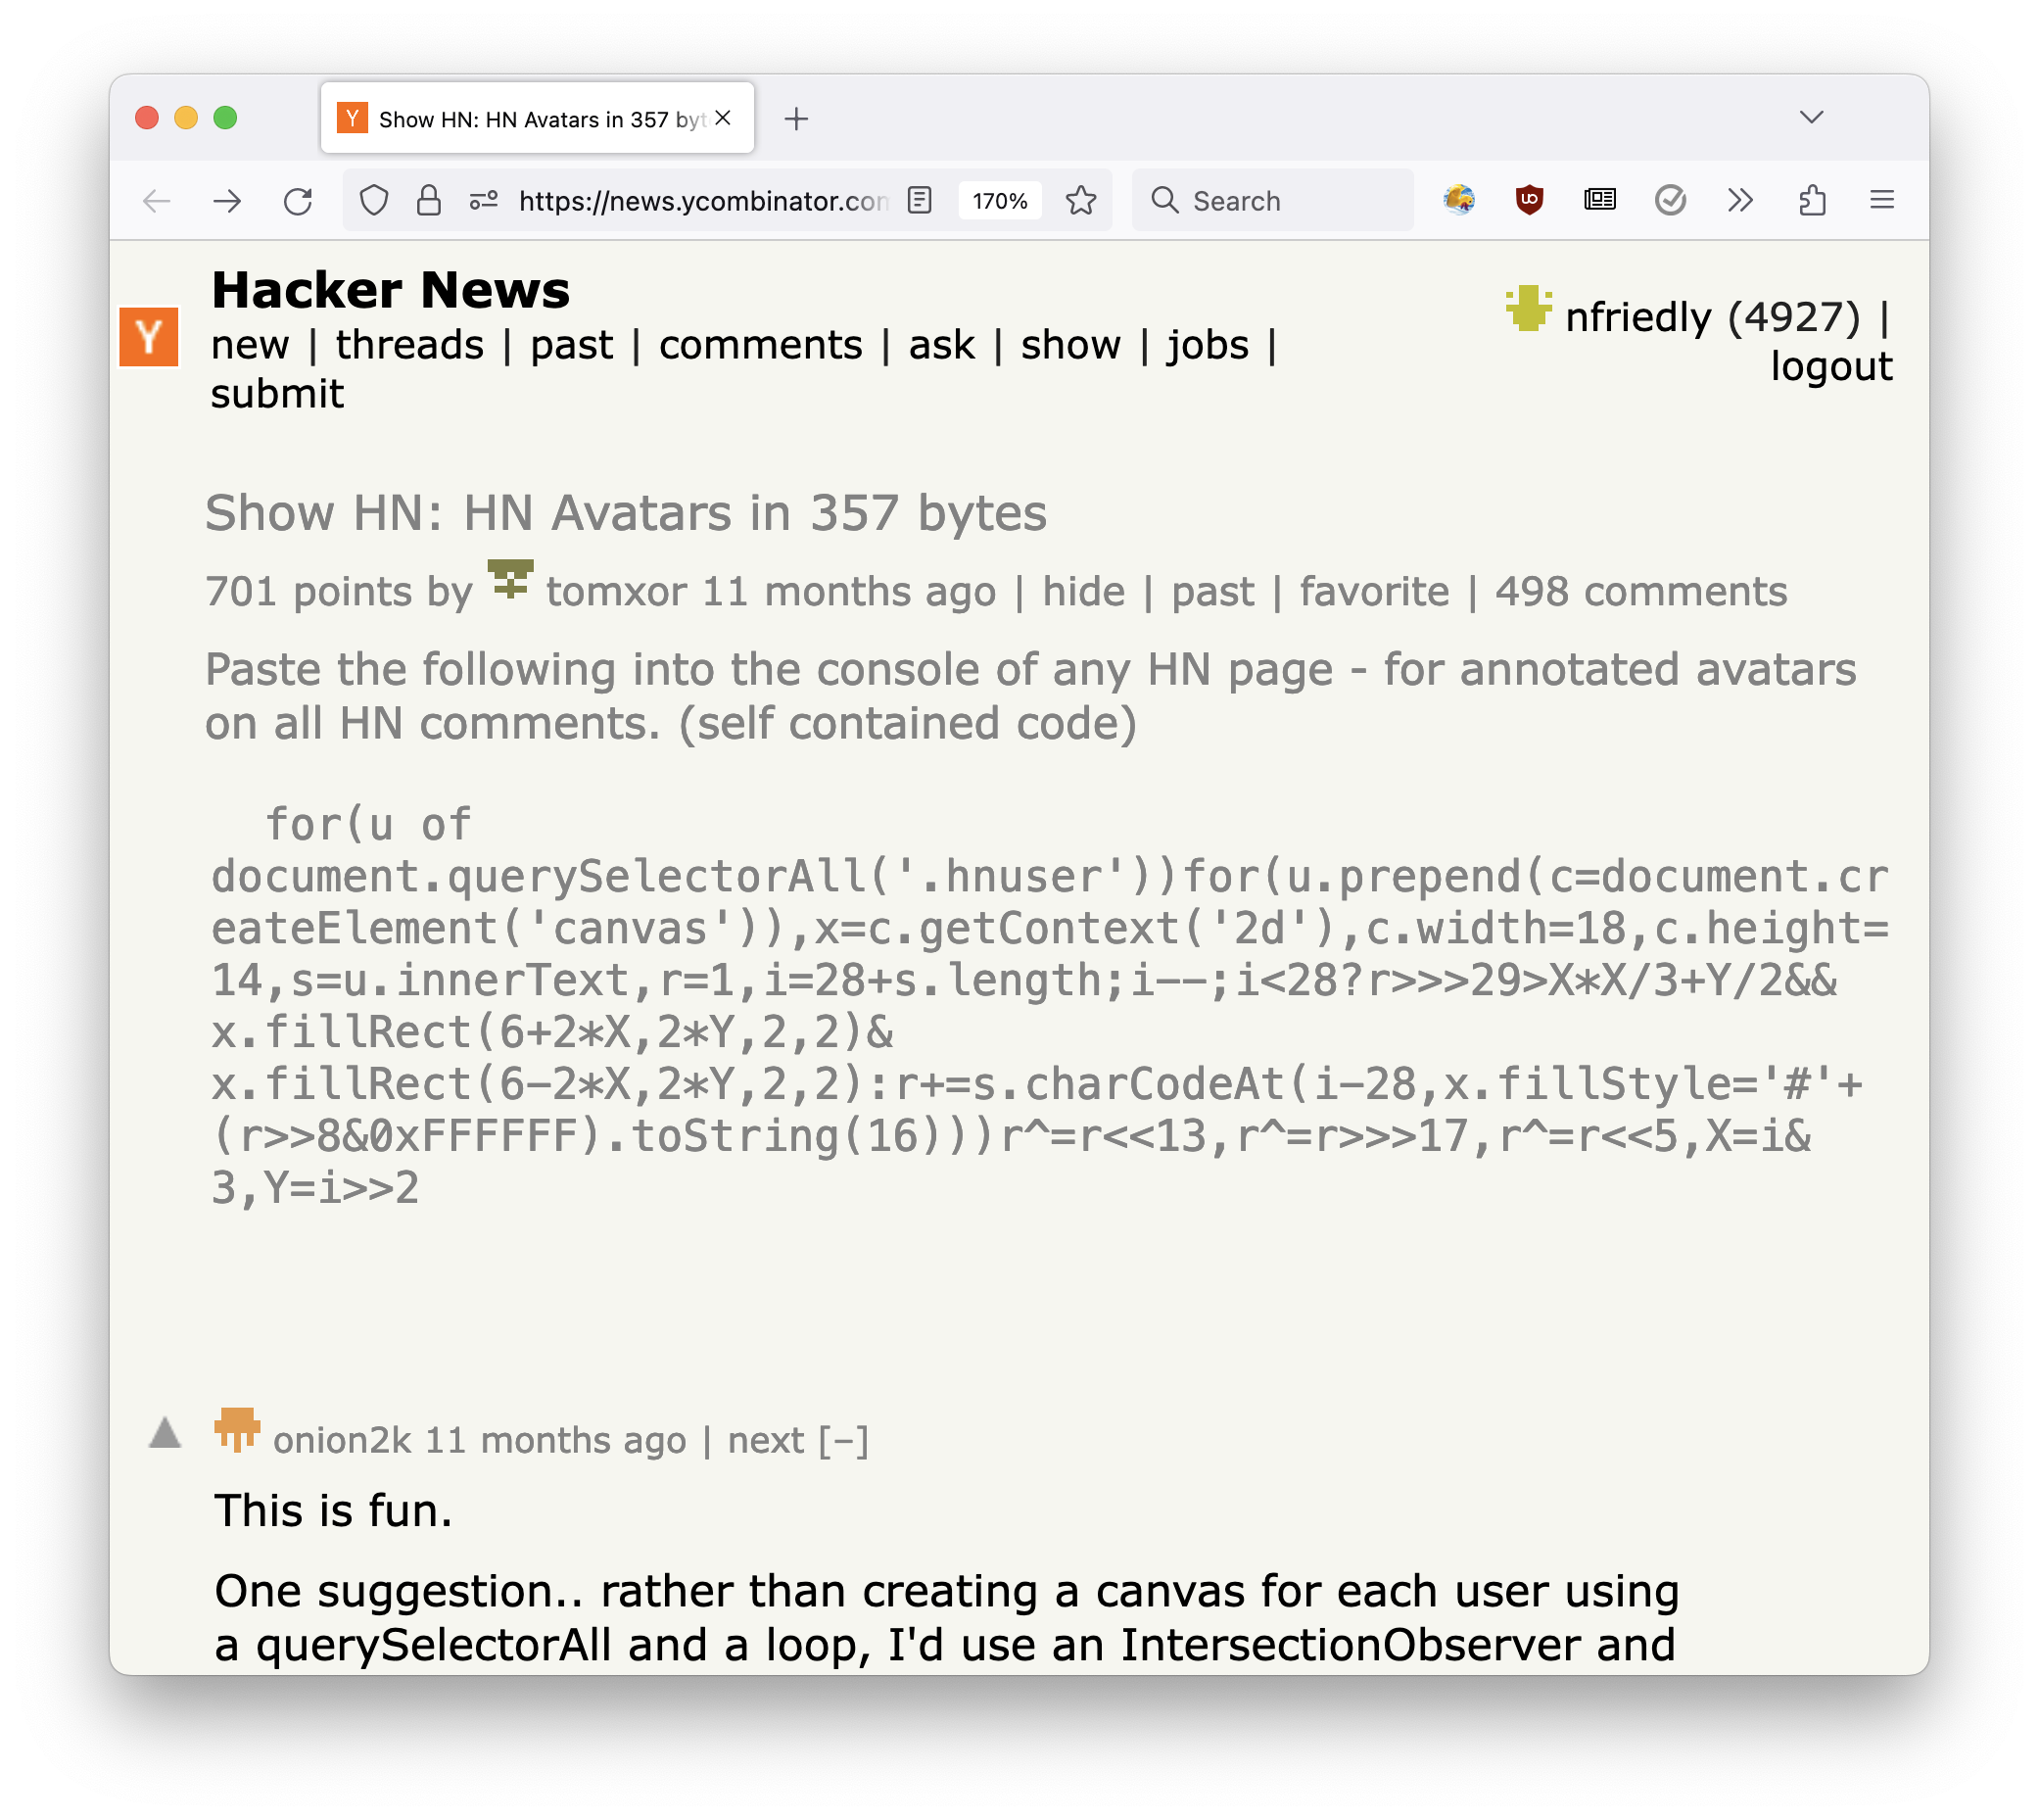 Y Show HN: HN Avatars in 357 byt
https://news.ycombinator.con 170% Search
Hacker News
Y new | threads | past | comments | ask | show | jobs |
submit
nfriedly (4927) |
logout
Show HN: HN Avatars in 357 bytes
701 points by tomxor 11 months ago | hide | past | favorite | 498 comments
Paste the following into the console of any HN page - for annotated avatars
on all HN comments. (self contained code)
for(u of
document.querySelectorAll('.hnuser'))for(u.prepend(c=document.cr
eateElement('canvas')),x=c.getContext('2d'),c.width=18,c.height=
14,s=u.innerText,r=1,i=28+s.length;i--;i<28?r>>>29>X*X/3+Y/2&&
x.fillRect(6+2*X,2*Y,2,2)&
x.fillRect(6-2*X,2*Y,2,2):r+=s.charCodeAt(i-28,x.fillStyle='#'+
(r>>8&0xFFFFFF).toString(16)))r^=r<<13,r^=r>>>17,r^=r<<5,X=i&
3,Y=i>>2
onion2k 11 months ago | next [–]
This is fun.
One suggestion.. rather than creating a canvas for each user using
a querySelectorAll and a loop, I'd use an IntersectionObserver and